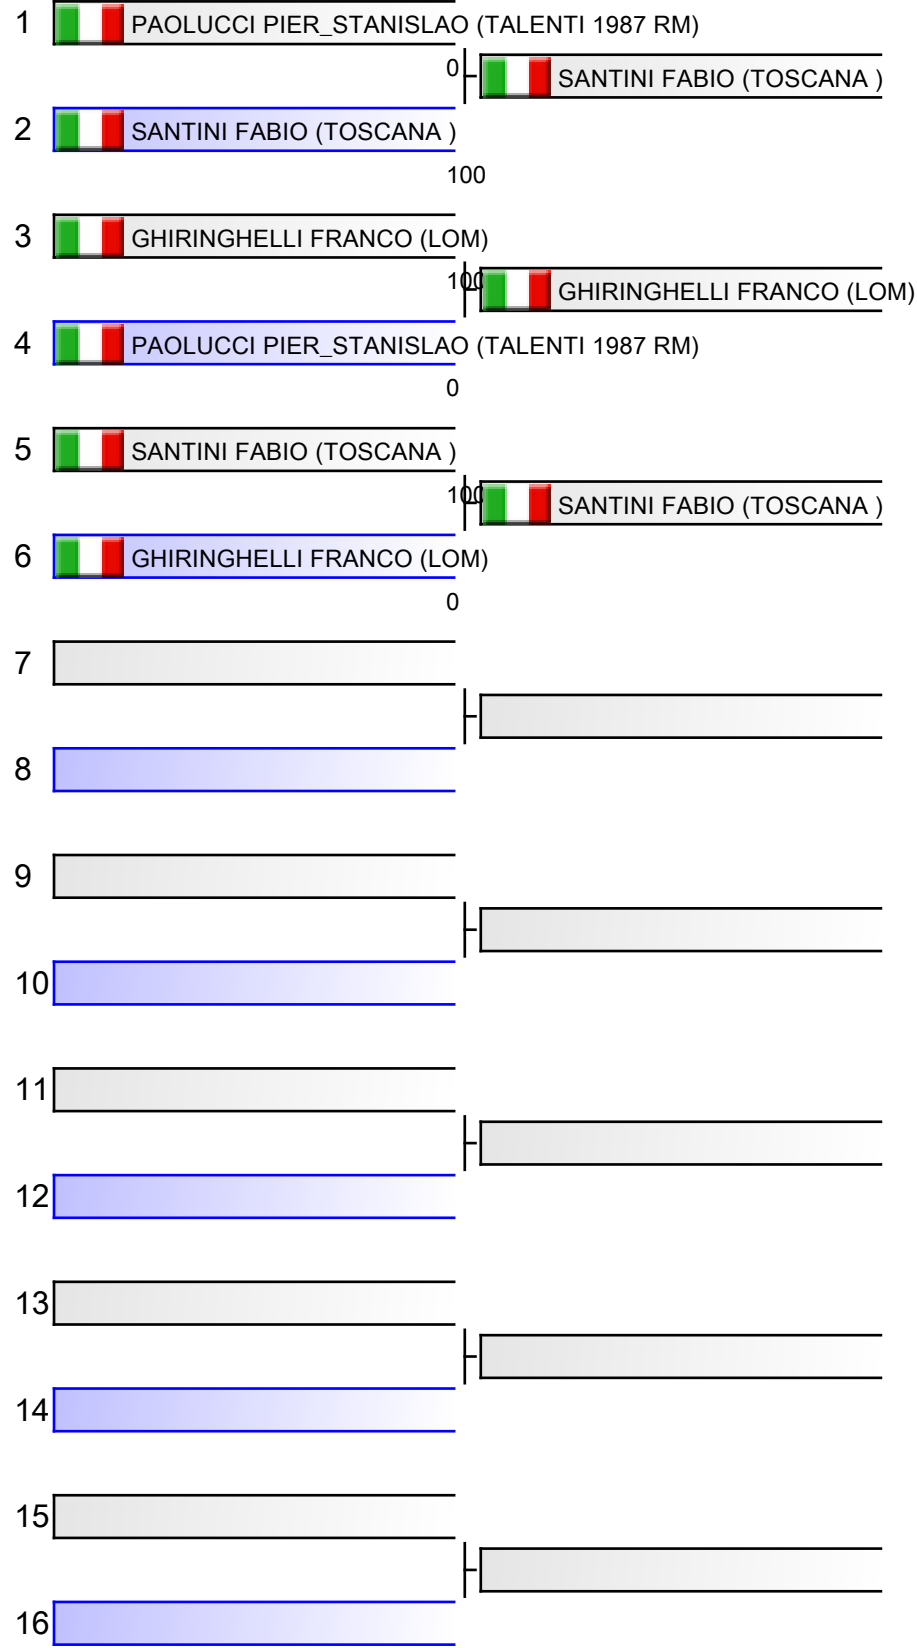 1 PAOLUCCI PIER_STANISLAO (TALENTI 1987 RM)
0
SANTINI FABIO (TOSCANA )
2 SANTINI FABIO (TOSCANA )
100
3 GHIRINGHELLI FRANCO (LOM)
100
GHIRINGHELLI FRANCO (LOM)
4 PAOLUCCI PIER_STANISLAO (TALENTI 1987 RM)
0
5 SANTINI FABIO (TOSCANA )
100
SANTINI FABIO (TOSCANA )
6 GHIRINGHELLI FRANCO (LOM)
0
7
8
9
10
11
12
13
14
15
16